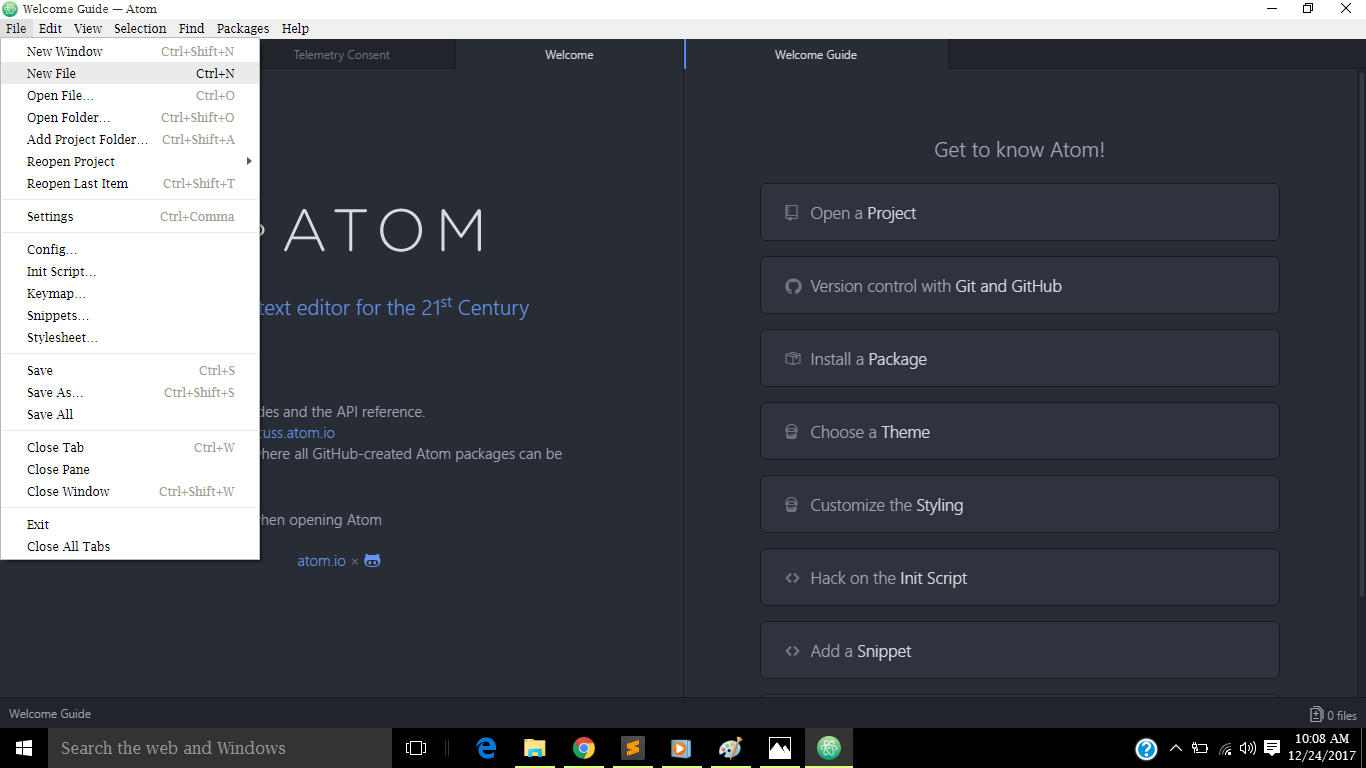 Welcome Guide — Atom
File Edit View Selection Find Packages Help
New Window Ctrl+Shift+N
New File Ctrl+N
Open File... Ctrl+O
Open Folder... Ctrl+Shift+O
Add Project Folder... Ctrl+Shift+A
Reopen Project
Reopen Last Item Ctrl+Shift+T
Settings Ctrl+Comma
Config...
Init Script...
Keymap...
Snippets...
Stylesheet...
Save Ctrl+S
Save As... Ctrl+Shift+S
Save All
Close Tab Ctrl+W
Close Pane
Close Window Ctrl+Shift+W
Exit
Close All Tabs
Telemetry Consent
Welcome
ATOM
text editor for the 21st Century
and the API reference.
cuss.atom.io
where all GitHub-created Atom packages can be
when opening Atom
atom.io ×
Welcome Guide
Get to know Atom!
Open a Project
Version control with Git and GitHub
Install a Package
Choose a Theme
Customize the Styling
Hack on the Init Script
Add a Snippet
Welcome Guide
0 files
Search the web and Windows
10:08 AM
12/24/2017